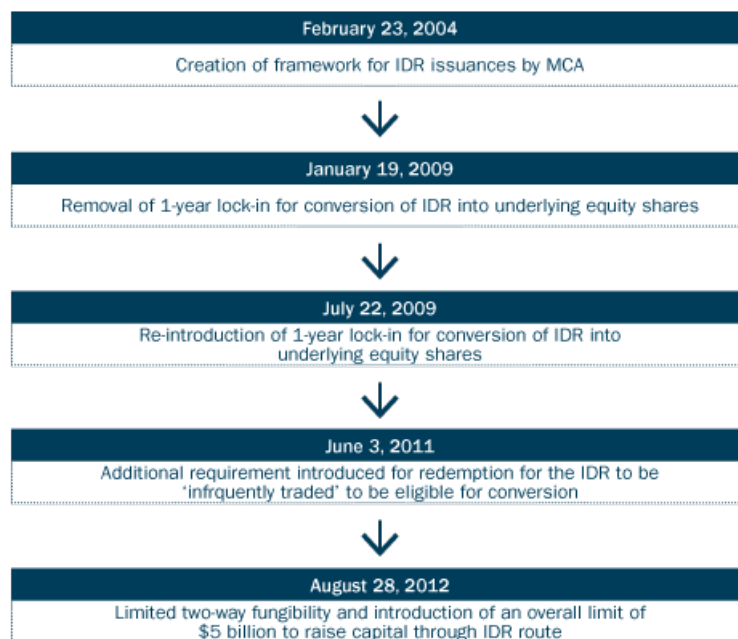 February 23, 2004
Creation of framework for IDR issuances by MCA
January 19, 2009
Removal of 1-year lock-in for conversion of IDR into underlying equity shares
July 22, 2009
Re-introduction of 1-year lock-in for conversion of IDR into
underlying equity shares
June 3, 2011
Additional requirement introduced for redemption for the IDR to be
'infrquently traded' to be eligible for conversion
August 28, 2012
Limited two-way fungibility and introduction of an overall limit of
$5 billion to raise capital through IDR route